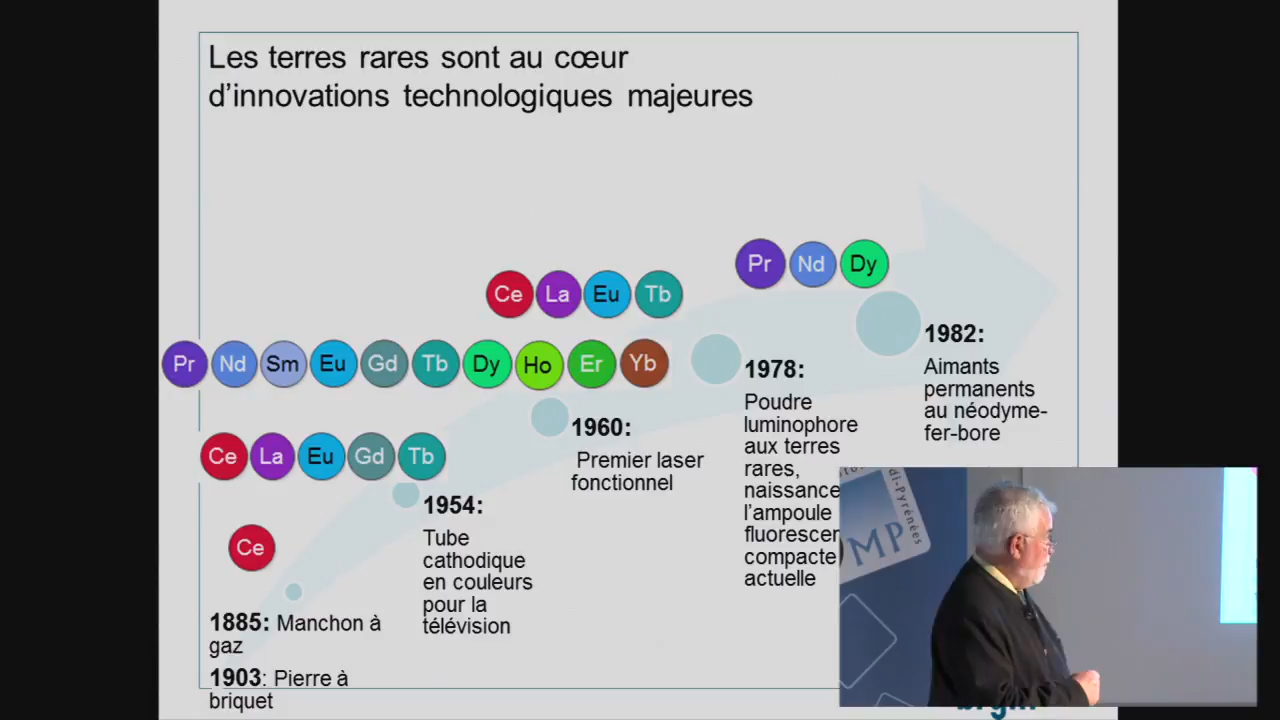 Les terres rares sont au cœur
d'innovations technologiques majeures
Pr Nd Dy
Ce La Eu Tb
Pr Nd Sm Eu Gd Tb Dy Ho Er Yb
Ce La Eu Gd Tb
Ce
1885: Manchon à
gaz
1903: Pierre à
briquet
1954:
Tube
cathodique
en couleurs
pour la
télévision
1960:
Premier laser
fonctionnel
1978:
Poudre
luminophore
aux terres
rares,
naissance
l'ampoule
compacte
actuelle
1982:
Aimants
permanents
au néodyme-
fer-bore
di-Pyrénées
MP